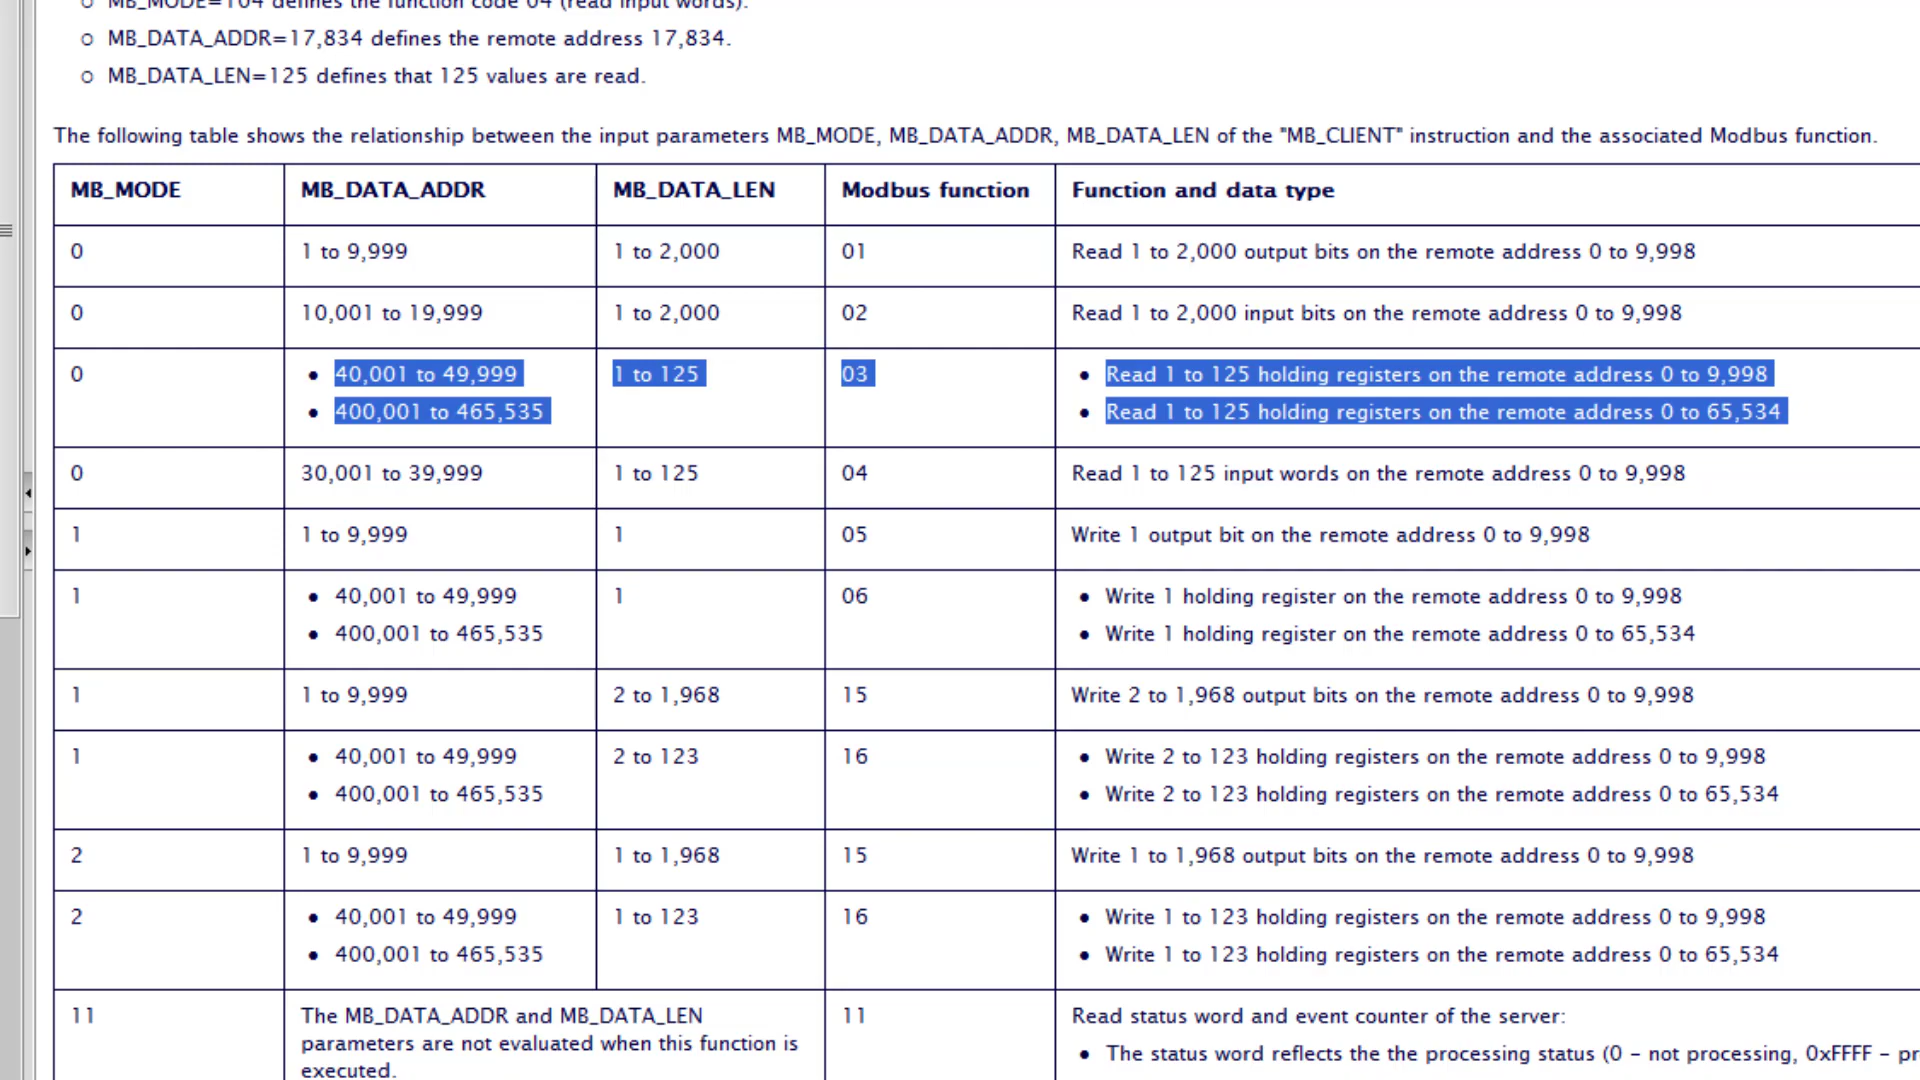 MB_MODE=104 defines the function code 04 (read input words).
MB_DATA_ADDR=17,834 defines the remote address 17,834.
MB_DATA_LEN=125 defines that 125 values are read.
The following table shows the relationship between the input parameters MB_MODE, MB_DATA_ADDR, MB_DATA_LEN of the "MB_CLIENT" instruction and the associated Modbus function.
MB_MODE MB_DATA_ADDR MB_DATA_LEN Modbus function Function and data type
0 1 to 9,999 1 to 2,000 01 Read 1 to 2,000 output bits on the remote address 0 to 9,998
0 10,001 to 19,999 1 to 2,000 02 Read 1 to 2,000 input bits on the remote address 0 to 9,998
0 • 40,001 to 49,999 1 to 125 03 • Read 1 to 125 holding registers on the remote address 0 to 9,998
• 400,001 to 465,535 • Read 1 to 125 holding registers on the remote address 0 to 65,534
0 30,001 to 39,999 1 to 125 04 Read 1 to 125 input words on the remote address 0 to 9,998
1 1 to 9,999 1 05 Write 1 output bit on the remote address 0 to 9,998
1 • 40,001 to 49,999 1 06 • Write 1 holding register on the remote address 0 to 9,998
• 400,001 to 465,535 • Write 1 holding register on the remote address 0 to 65,534
1 1 to 9,999 2 to 1,968 15 Write 2 to 1,968 output bits on the remote address 0 to 9,998
1 • 40,001 to 49,999 2 to 123 16 • Write 2 to 123 holding registers on the remote address 0 to 9,998
• 400,001 to 465,535 • Write 2 to 123 holding registers on the remote address 0 to 65,534
2 1 to 9,999 1 to 1,968 15 Write 1 to 1,968 output bits on the remote address 0 to 9,998
2 • 40,001 to 49,999 1 to 123 16 • Write 1 to 123 holding registers on the remote address 0 to 9,998
• 400,001 to 465,535 • Write 1 to 123 holding registers on the remote address 0 to 65,534
11 The MB_DATA_ADDR and MB_DATA_LEN 11 Read status word and event counter of the server:
parameters are not evaluated when this function is • The status word reflects the the processing status (0 – not processing, 0xFFFF – pr
executed.